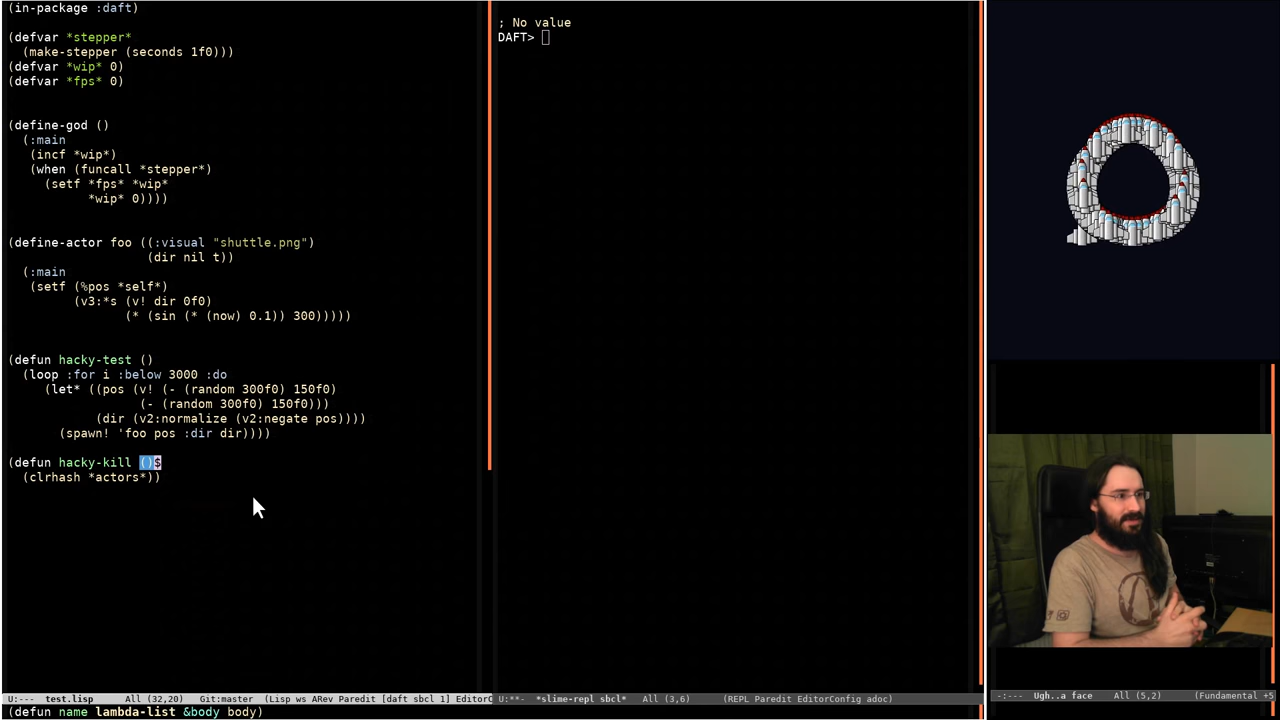 (in-package :daft)
(defvar *stepper*
(make-stepper (seconds 1f0)))
(defvar *wip* 0)
(defvar *fps* 0)
(define-god ()
(:main
(incf *wip*)
(when (funcall *stepper*)
(setf *fps* *wip*
*wip* 0))))
(define-actor foo ((:visual "shuttle.png")
(dir nil t))
(:main
(setf (%pos *self*)
(v3:*s (v! dir 0f0)
(* (sin (* (now) 0.1)) 300)))))
(defun hacky-test ()
(loop :for i :below 3000 :do
(let* ((pos (v! (- (random 300f0) 150f0)
(- (random 300f0) 150f0)))
(dir (v2:normalize (v2:negate pos))))
(spawn! 'foo pos :dir dir))))
(defun hacky-kill ()$
(clrhash *actors*))
U:--- test.lisp All (32,20) Git:master (Lisp ws ARev Paredit [daft sbcl 1] EditorC
(defun name lambda-list &body body)
; No value
DAFT>
U:**- *slime-repl sbcl* All (3,6) (REPL Paredit EditorConfig adoc)
-:--- Ugh..a face All (5,2) (Fundamental +5